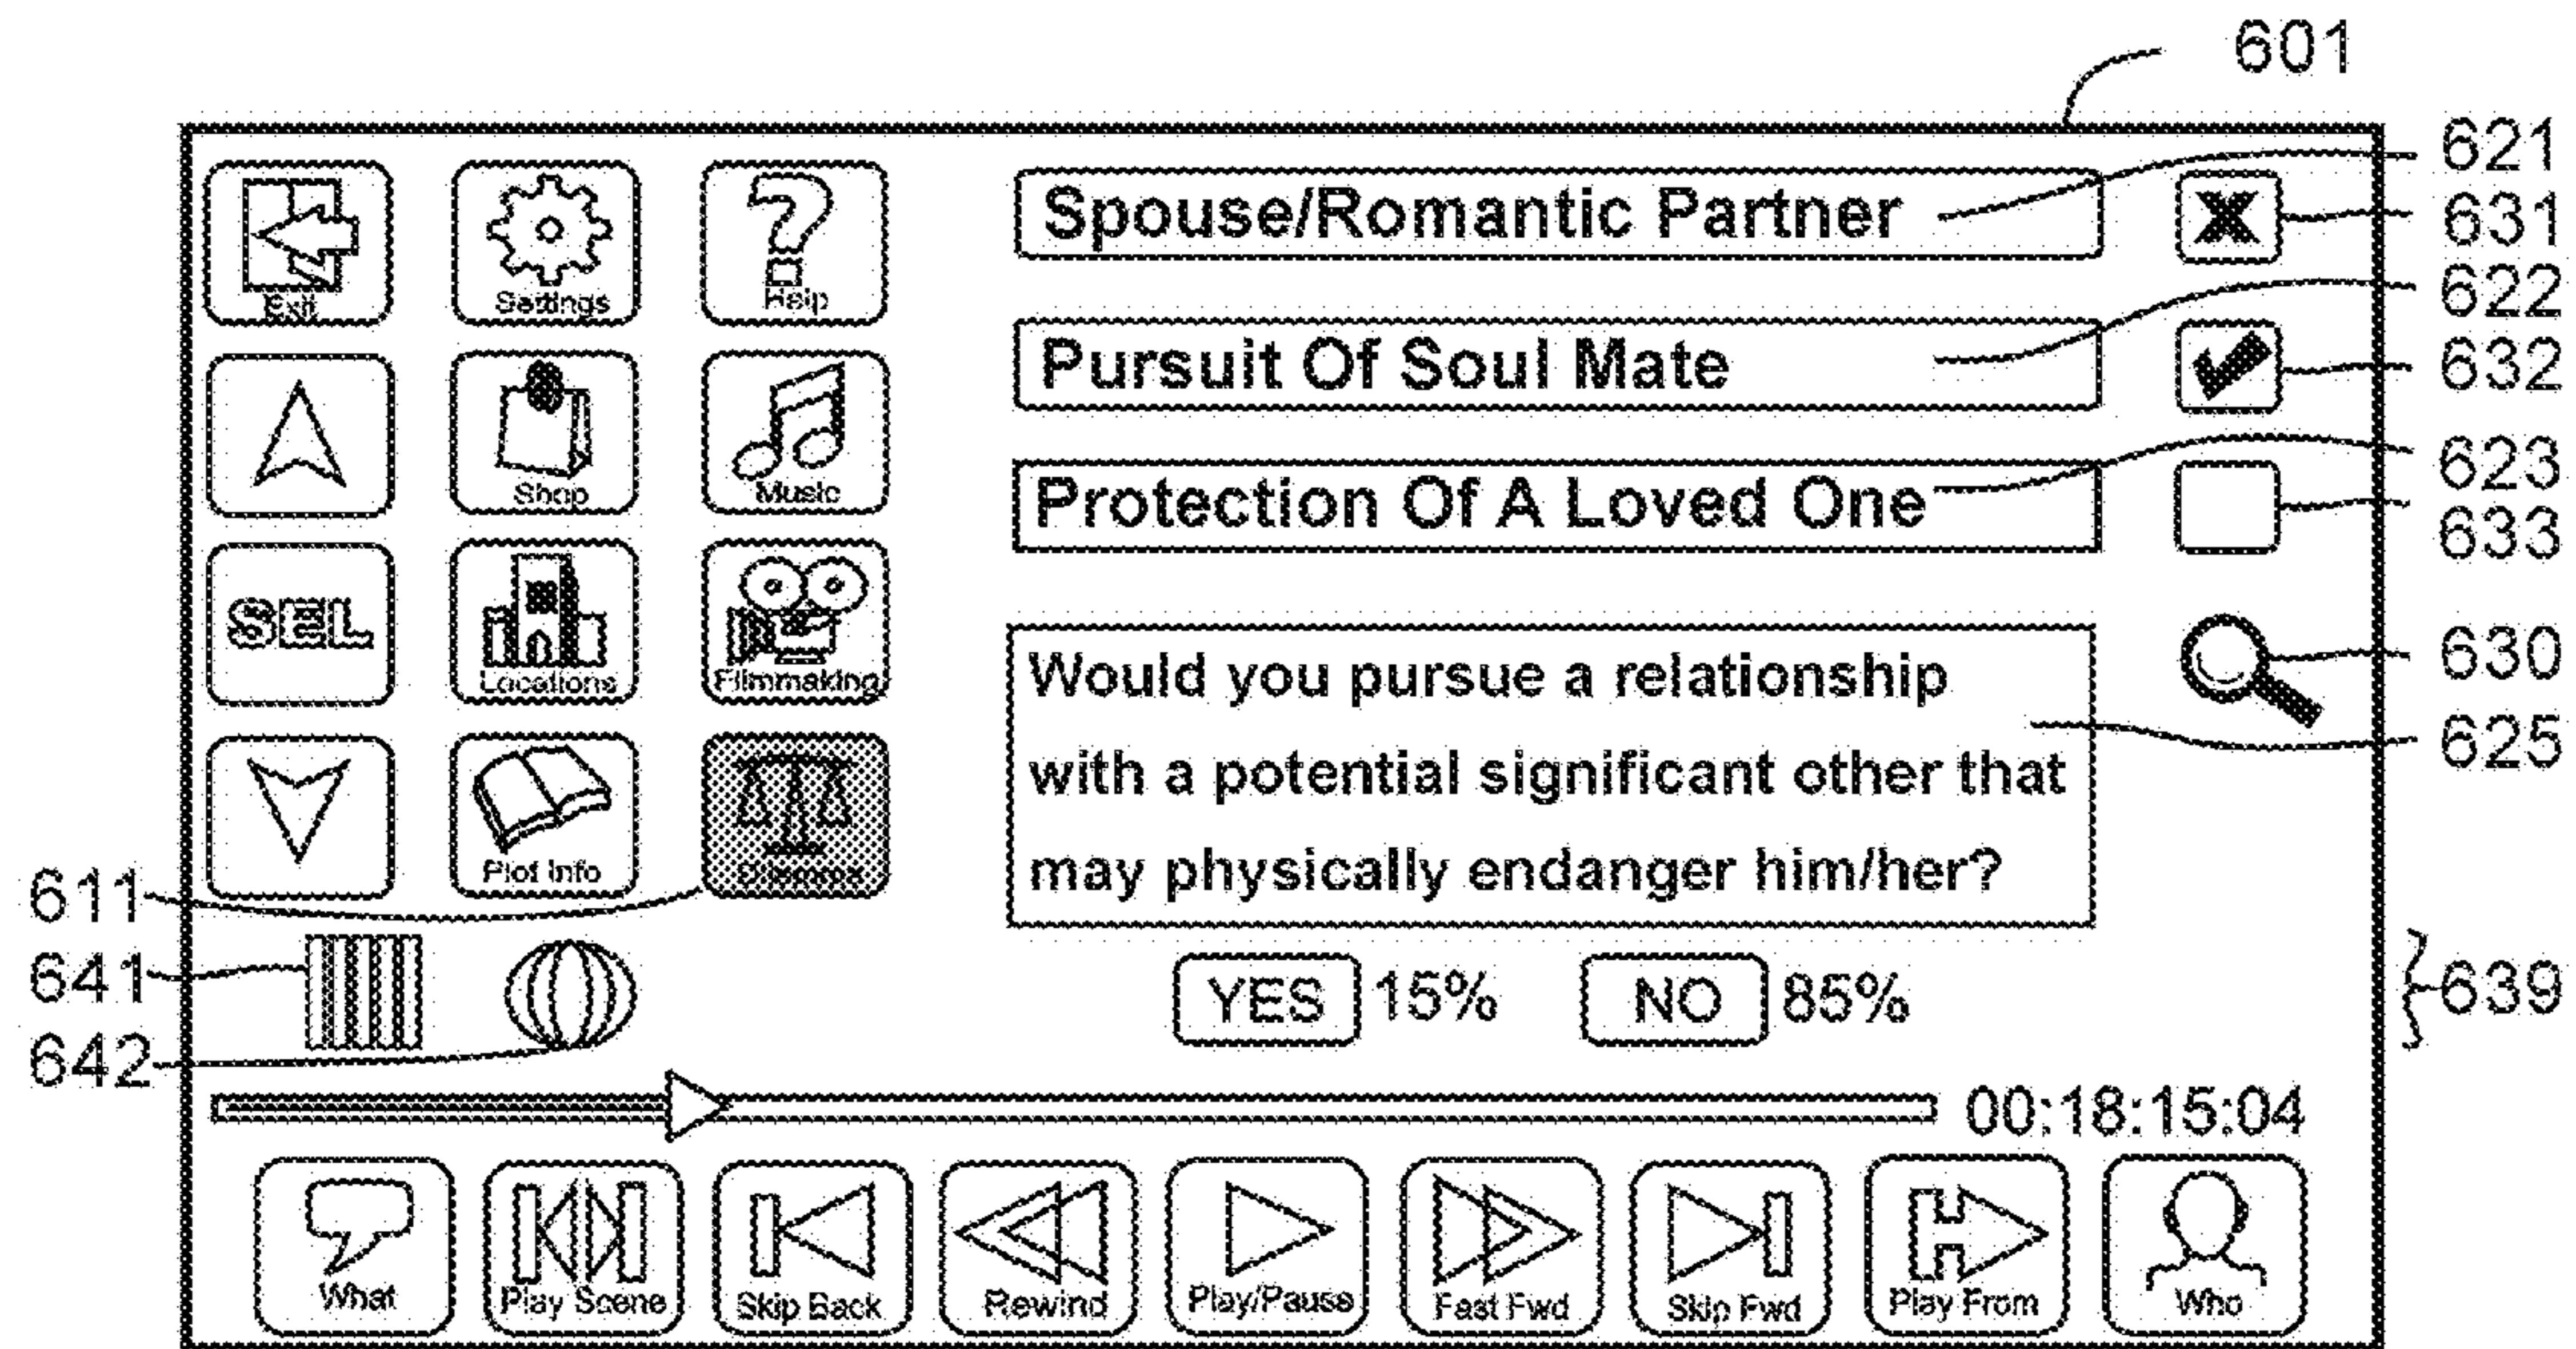 601
621
Exit Settings Help Spouse/Romantic Partner
631
622
Pursuit Of Soul Mate
632
Shop Music
623
Protection Of A Loved One
633
SEL
Locations Filmmaking
630
Would you pursue a relationship
625
with a potential significant other that
Plot Info Dilemma
may physically endanger him/her?
611
641
YES 15% NO 85%
639
642
00:18:15:04
What Play Scene Skip Back Rewind Play/Pause Fast Fwd Skip Fwd Play From Who